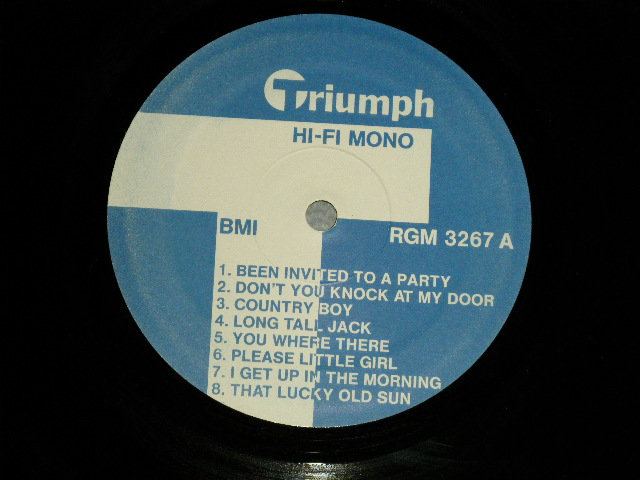 Triumph
HI-FI MONO
BMI
RGM 3267 A
1. BEEN INVITED TO A PARTY
2. DON'T YOU KNOCK AT MY DOOR
3. COUNTRY BOY
4. LONG TALL JACK
5. YOU WHERE THERE
6. PLEASE LITTLE GIRL
7. I GET UP IN THE MORNING
8. THAT LUCKY OLD SUN